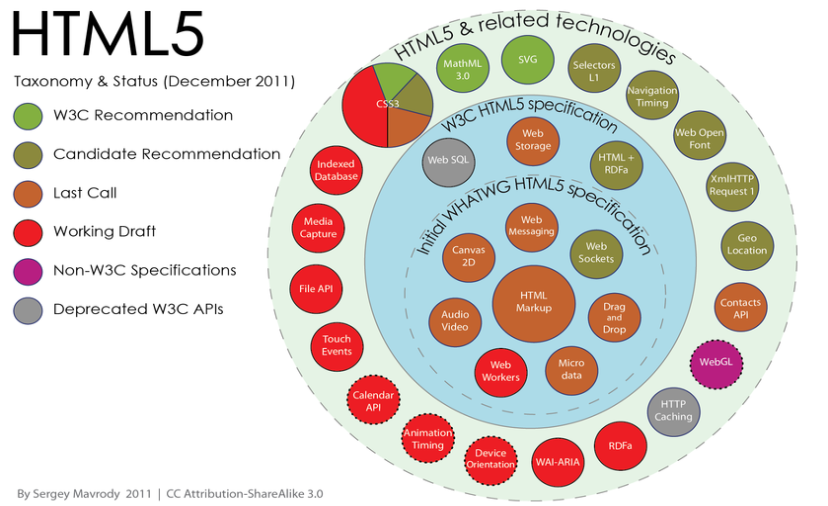 HTML5
Taxonomy & Status (December 2011)
W3C Recommendation
Candidate Recommendation
Last Call
Working Draft
Non-W3C Specifications
Deprecated W3C APIs
HTML5 & related technologies
CSS3
MathML
3.0
SVG
Selectors
L1
Navigation
Timing
Web Open
Font
XmlHTTP
Request 1
Geo
Location
Contacts
API
WebGL
HTTP
Caching
RDFa
WAI-ARIA
Device
Orientation
Animation
Timing
Calendar
API
Touch
Events
File API
Media
Capture
Indexed
Database
W3C HTML5 specification
Web SQL
Web
Storage
HTML +
RDFa
Initial WHATWG HTML5 specification
Web
Messaging
Canvas
2D
Web
Sockets
HTML
Markup
Audio
Video
Drag
and
Drop
Web
Workers
Micro
data
By Sergey Mavrody 2011 | CC Attribution-ShareAlike 3.0